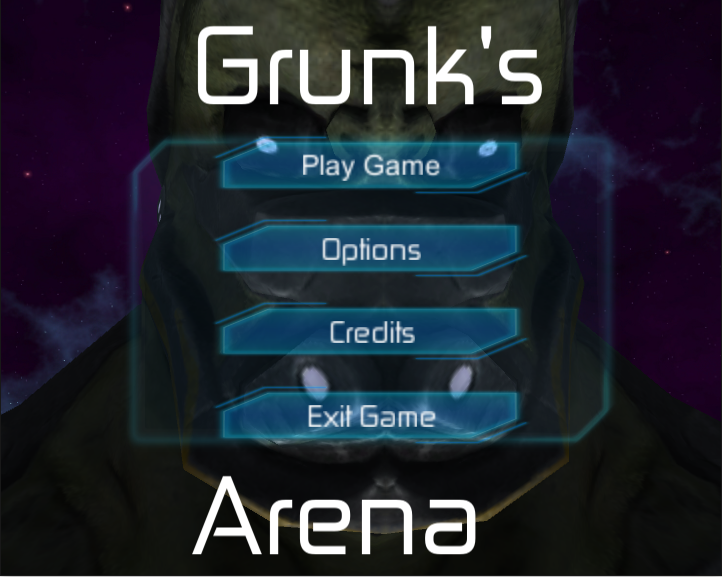 Grunk's
Play Game
Options
Credits
Exit Game
Arena